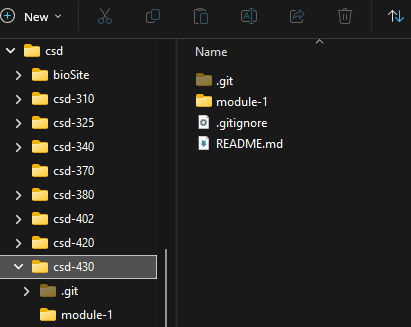 New
csd
bioSite
csd-310
csd-325
csd-340
csd-370
csd-380
csd-402
csd-420
csd-430
.git
module-1
Name
.git
module-1
.gitignore
README.md